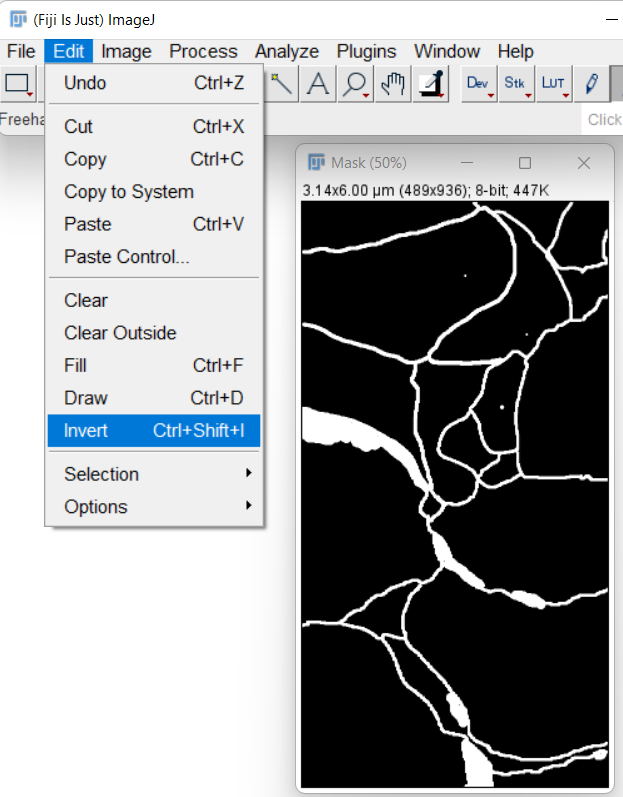 (Fiji Is Just) ImageJ
File Edit Image Process Analyze Plugins Window Help
Dev Stk LUT
Click
Undo Ctrl+Z
Cut Ctrl+X
Copy Ctrl+C
Copy to System
Paste Ctrl+V
Paste Control...
Clear
Clear Outside
Fill Ctrl+F
Draw Ctrl+D
Invert Ctrl+Shift+I
Selection
Options
Mask (50%)
3.14x6.00 µm (489x936); 8-bit; 447K